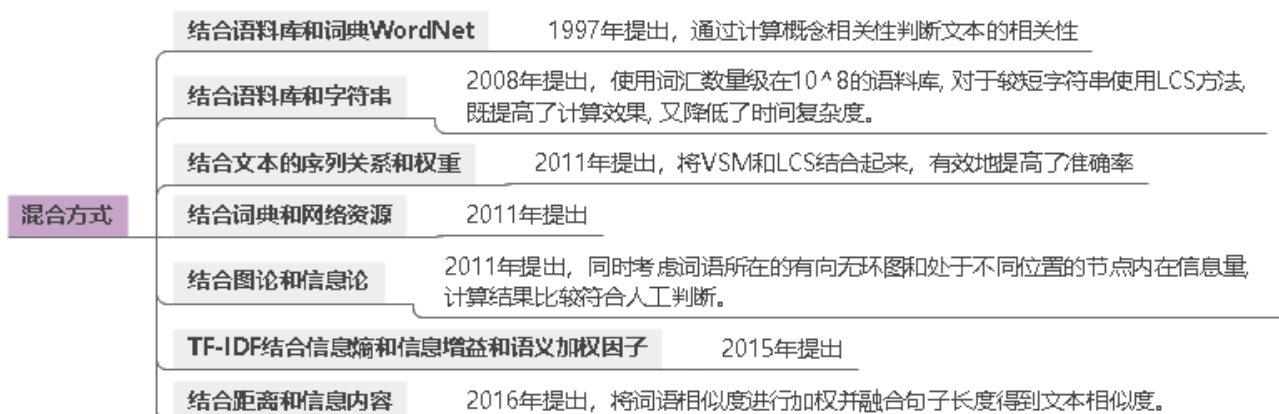 结合语料库和词典WordNet 1997年提出，通过计算概念相关性判断文本的相关性
结合语料库和字符串 2008年提出，使用词汇数量级在10^8的语料库, 对于较短字符串使用LCS方法,
既提高了计算效果, 又降低了时间复杂度。
结合文本的序列关系和权重 2011年提出，将VSM和LCS结合起来，有效地提高了准确率
混合方式
结合词典和网络资源 2011年提出
结合图论和信息论 2011年提出，同时考虑词语所在的有向无环图和处于不同位置的节点内在信息量,
计算结果比较符合人工判断。
TF-IDF结合信息熵和信息增益和语义加权因子 2015年提出
结合距离和信息内容 2016年提出，将词语相似度进行加权并融合句子长度得到文本相似度。